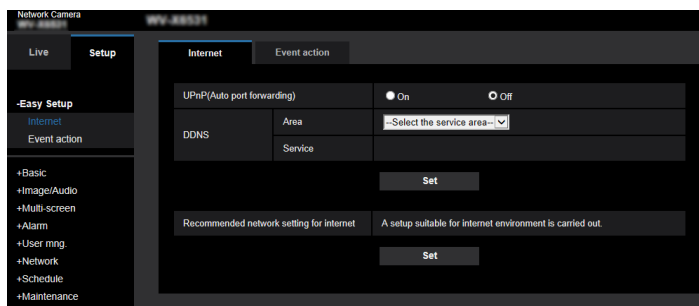 Network Camera
WV-X8531
Live
Setup
Internet
Event action
-Easy Setup
Internet
Event action
+Basic
+Image/Audio
+Multi-screen
+Alarm
+User mng.
+Network
+Schedule
+Maintenance
UPnP(Auto port forwarding)
On
Off
DDNS
Area
--Select the service area--
Service
Set
Recommended network setting for internet
A setup suitable for internet environment is carried out.
Set